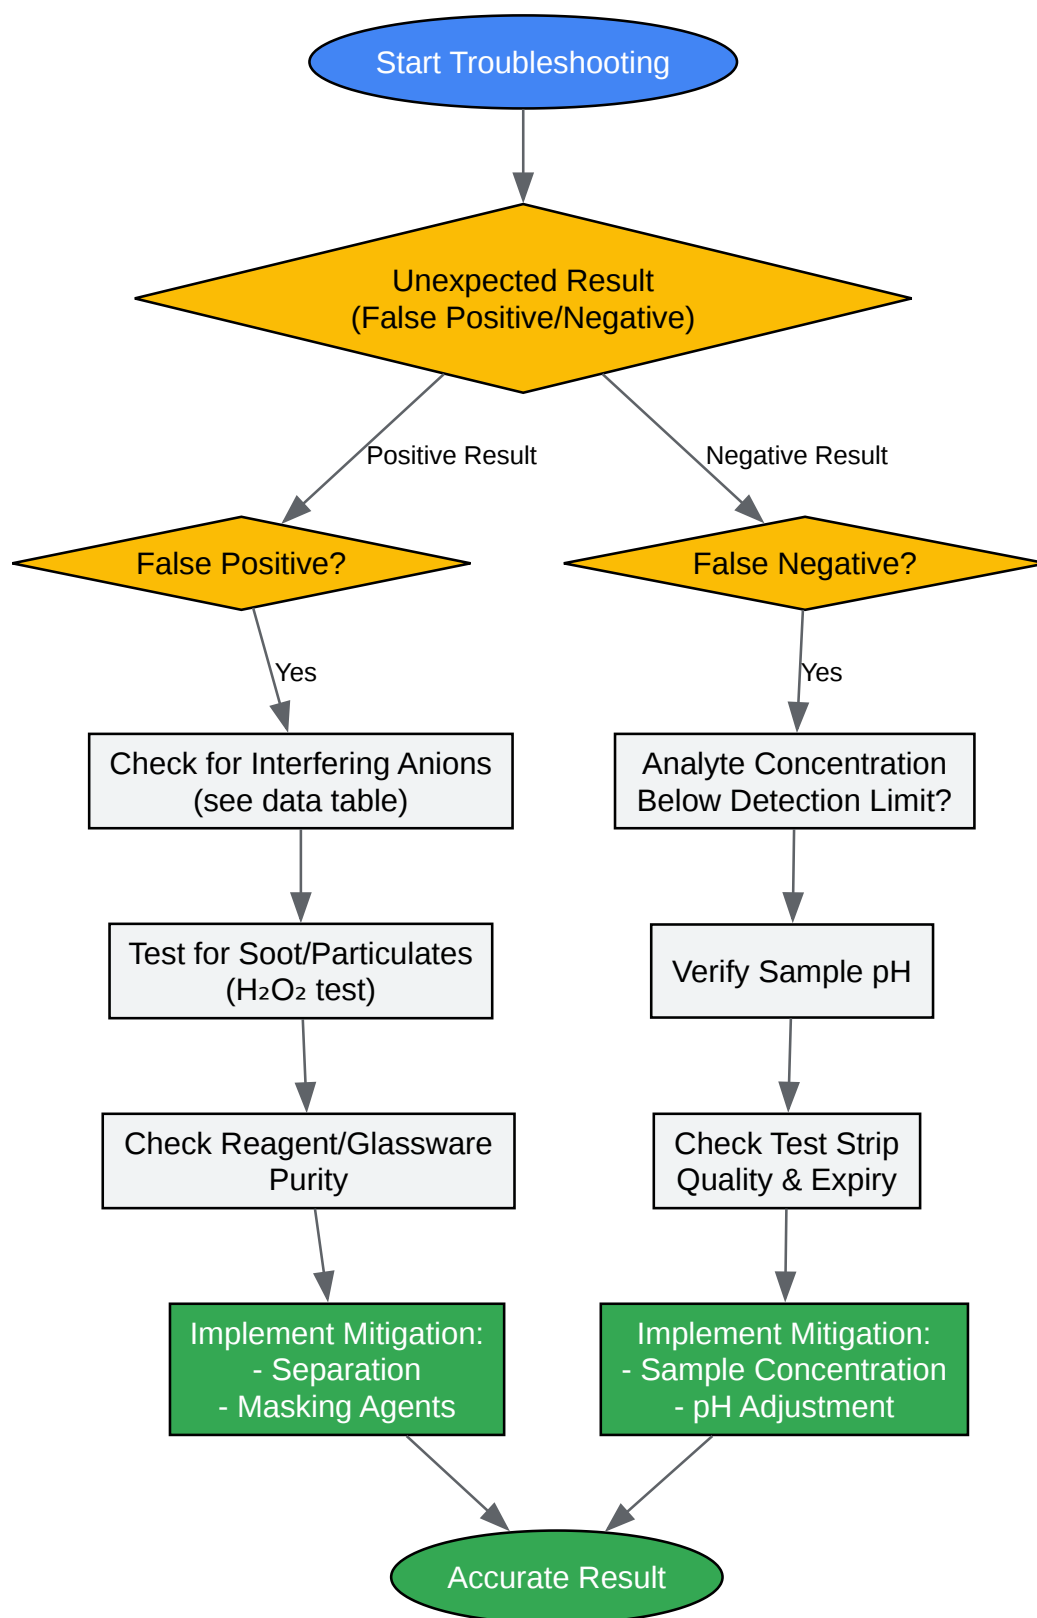 Start Troubleshooting
Unexpected Result
(False Positive/Negative)
Positive Result
Negative Result
False Positive?
False Negative?
Yes
Yes
Check for Interfering Anions
(see data table)
Analyte Concentration
Below Detection Limit?
Test for Soot/Particulates
(H₂O₂ test)
Verify Sample pH
Check Reagent/Glassware
Purity
Check Test Strip
Quality & Expiry
Implement Mitigation:
- Separation
- Masking Agents
Implement Mitigation:
- Sample Concentration
- pH Adjustment
Accurate Result